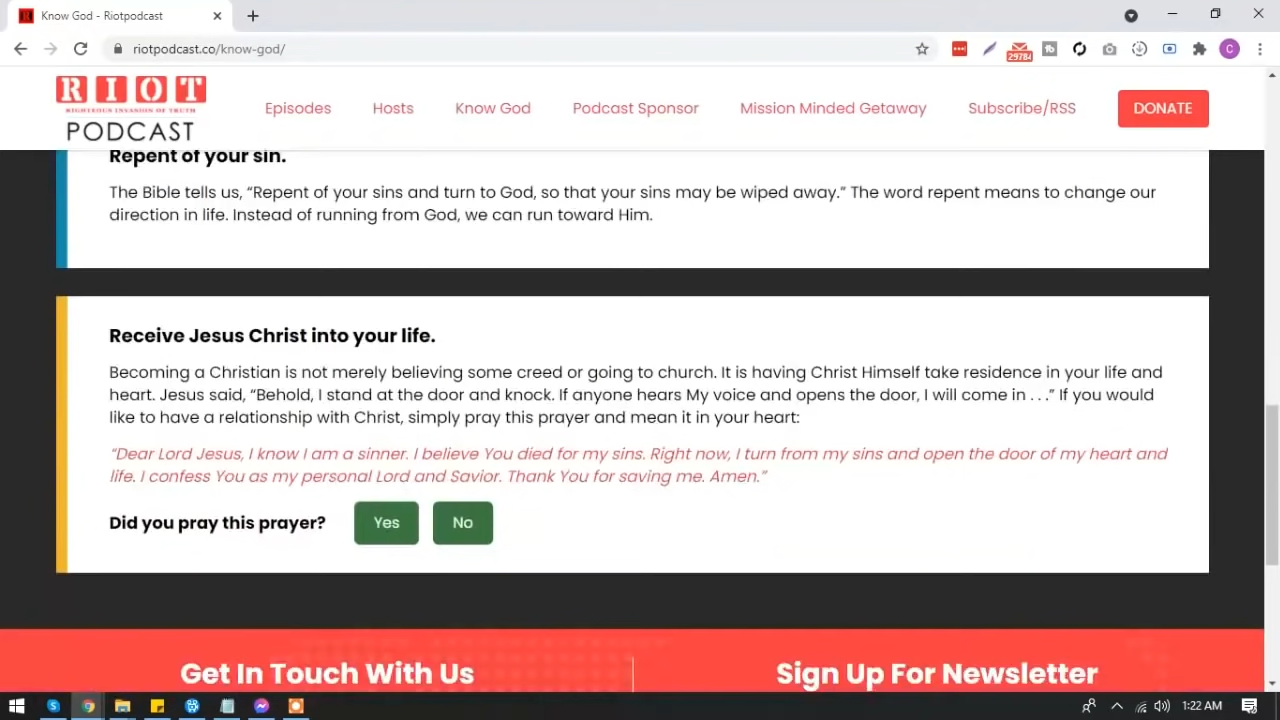 Know God - Riotpodcast
riotpodcast.co/know-god/
29784
C
RIOT
RIGHTEOUS INVASION OF TRUTH
PODCAST
Episodes
Hosts
Know God
Podcast Sponsor
Mission Minded Getaway
Subscribe/RSS
DONATE
Repent of your sin.
The Bible tells us, “Repent of your sins and turn to God, so that your sins may be wiped away.” The word repent means to change our
direction in life. Instead of running from God, we can run toward Him.
Receive Jesus Christ into your life.
Becoming a Christian is not merely believing some creed or going to church. It is having Christ Himself take residence in your life and
heart. Jesus said, “Behold, I stand at the door and knock. If anyone hears My voice and opens the door, I will come in . . .” If you would
like to have a relationship with Christ, simply pray this prayer and mean it in your heart:
“Dear Lord Jesus, I know I am a sinner. I believe You died for my sins. Right now, I turn from my sins and open the door of my heart and
life. I confess You as my personal Lord and Savior. Thank You for saving me. Amen.”
Did you pray this prayer?
Yes
No
Get In Touch With Us
Sign Up For Newsletter
1:22 AM